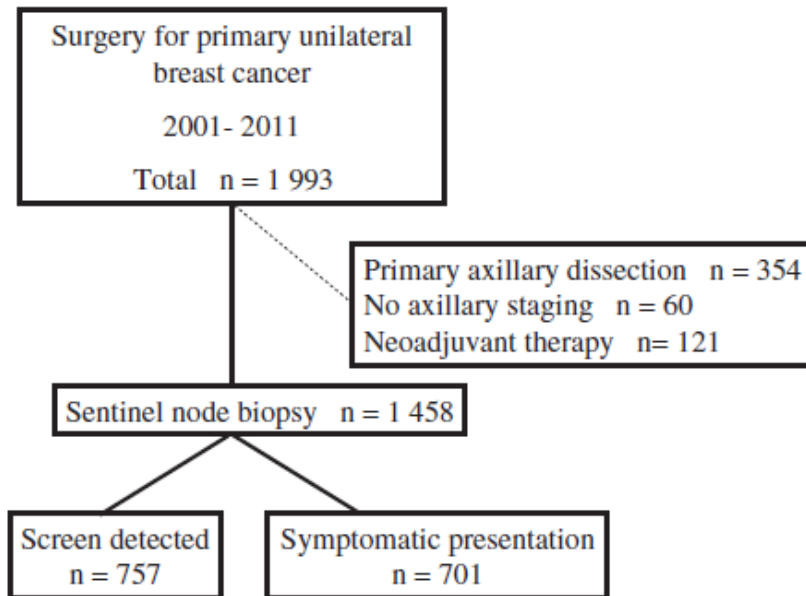 Surgery for primary unilateral
breast cancer
2001- 2011
Total n = 1 993
Primary axillary dissection n = 354
No axillary staging n = 60
Neoadjuvant therapy n= 121
Sentinel node biopsy n = 1 458
Screen detected
n = 757
Symptomatic presentation
n = 701